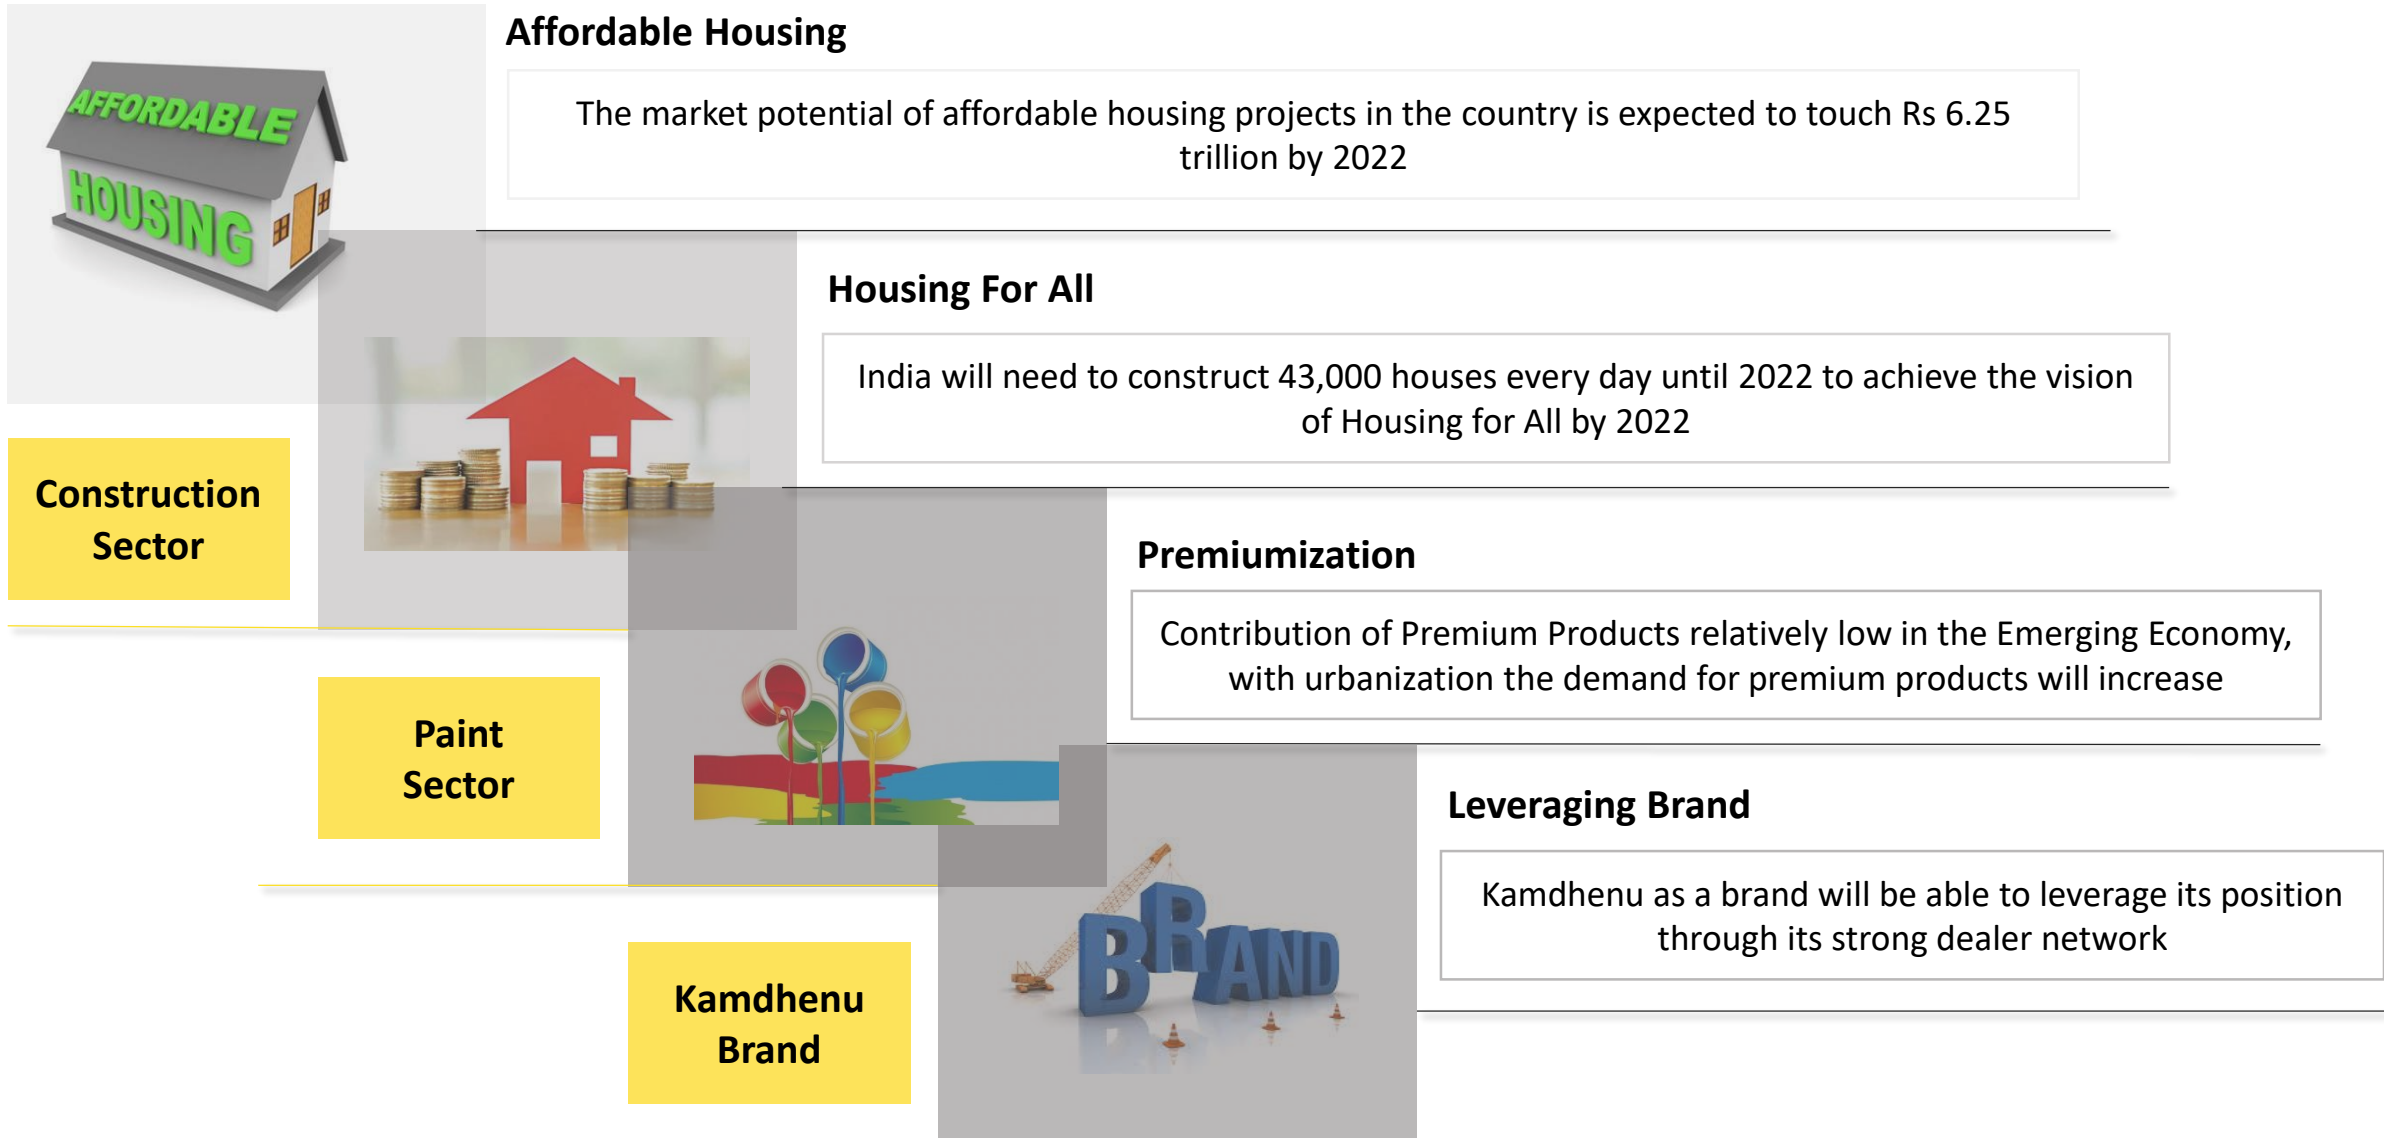 Affordable Housing
AFFORDABLE
HOUSING
The market potential of affordable housing projects in the country is expected to touch Rs 6.25
trillion by 2022
Housing For All
India will need to construct 43,000 houses every day until 2022 to achieve the vision
of Housing for All by 2022
Construction
Sector
Premiumization
Contribution of Premium Products relatively low in the Emerging Economy,
with urbanization the demand for premium products will increase
Paint
Sector
Leveraging Brand
Kamdhenu as a brand will be able to leverage its position
through its strong dealer network
BRAND
Kamdhenu
Brand